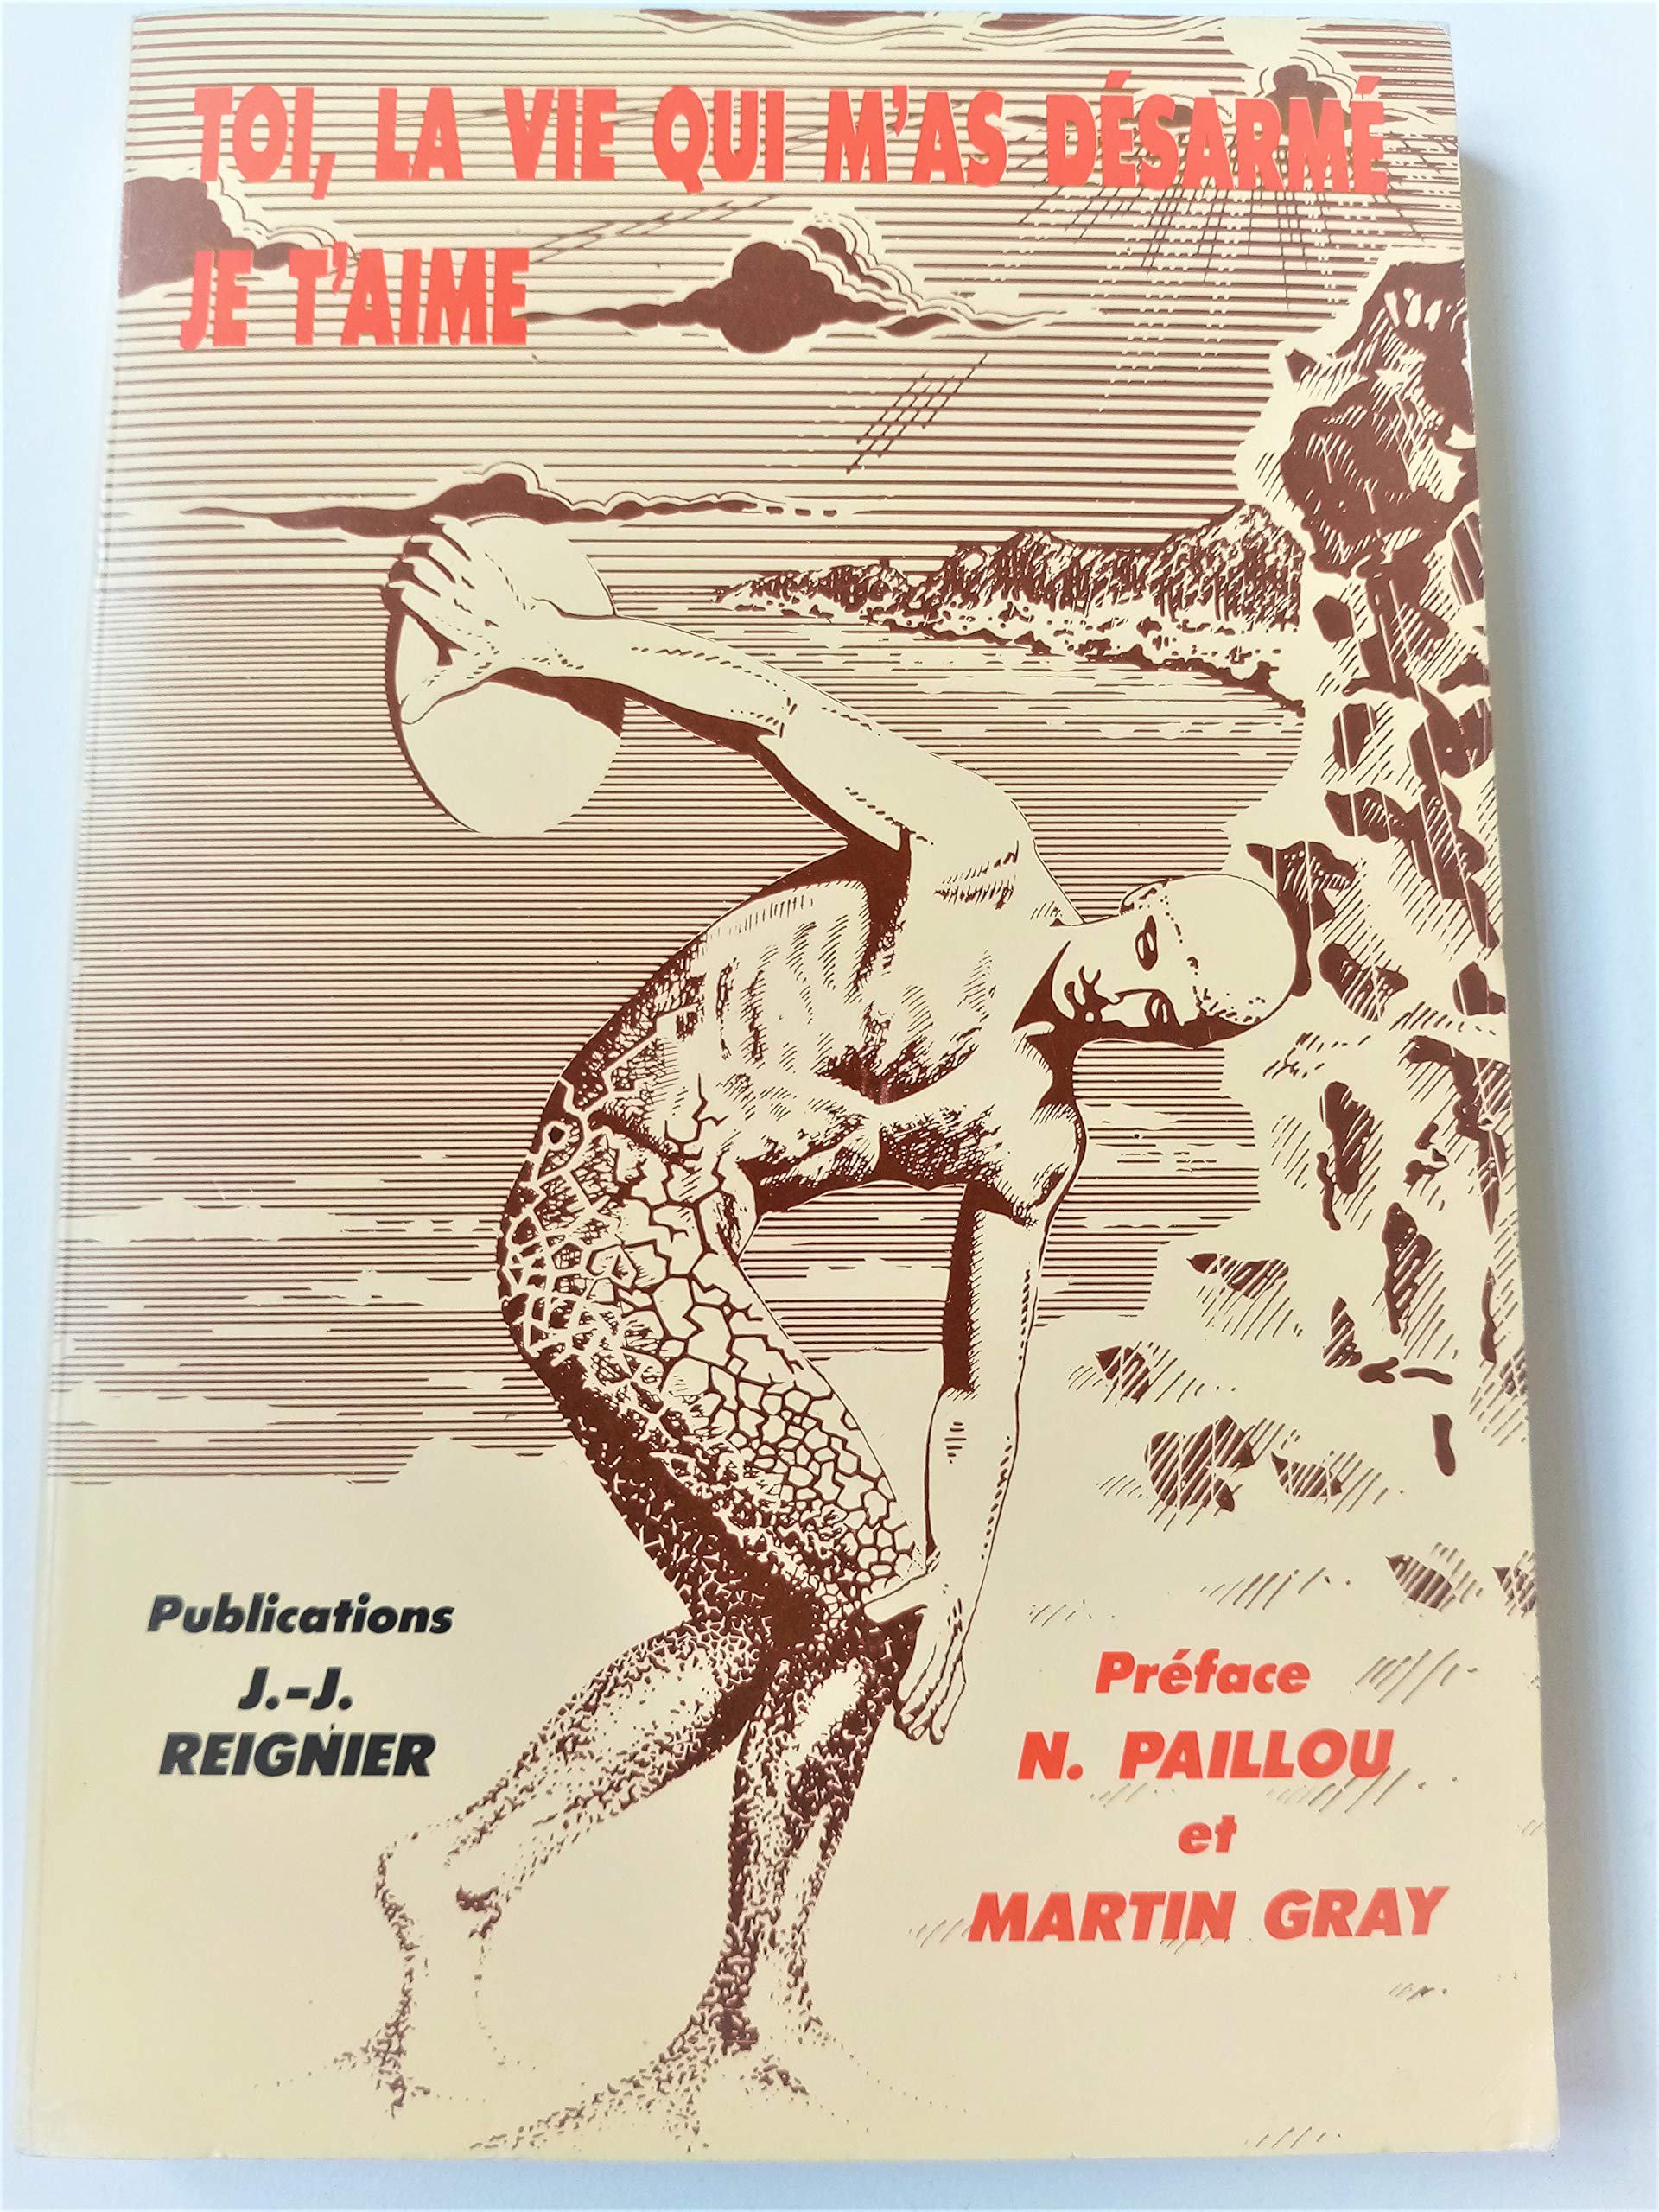 TOI, LA VIE QUI M'AS DÉSARMÉ
JE T'AIME
Publications
J.-J.
REIGNIER
Préface
N. PAILLOU
et
MARTIN GRAY